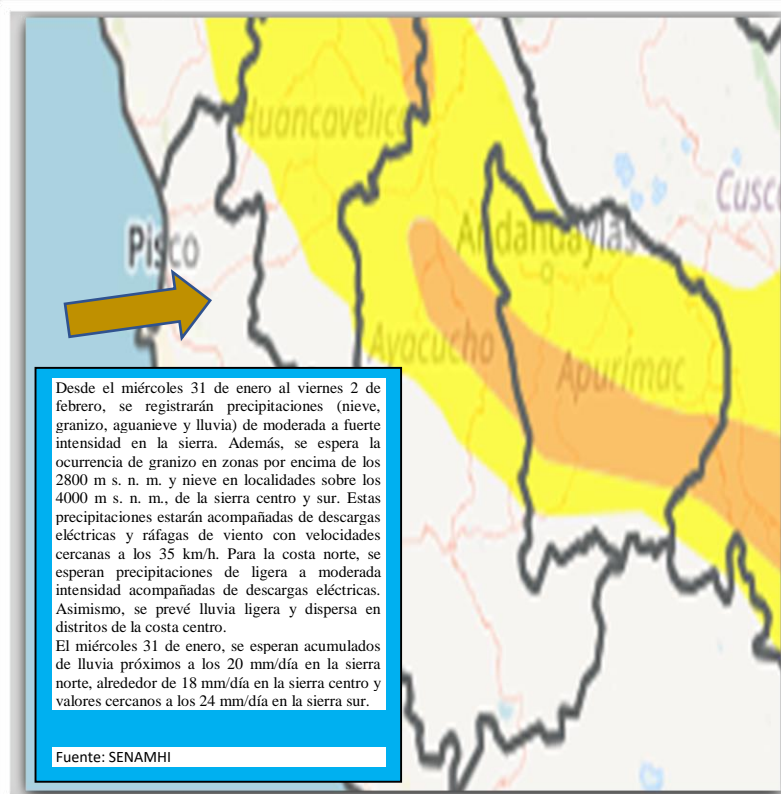 Huancavelica
Cusc
Pisco
Andahuaylas
Ayacucho
Apurímac
Desde el miércoles 31 de enero al viernes 2 de
febrero, se registrarán precipitaciones (nieve,
granizo, aguanieve y lluvia) de moderada a fuerte
intensidad en la sierra. Además, se espera la
ocurrencia de granizo en zonas por encima de los
2800 m s. n. m. y nieve en localidades sobre los
4000 m s. n. m., de la sierra centro y sur. Estas
precipitaciones estarán acompañadas de descargas
eléctricas y ráfagas de viento con velocidades
cercanas a los 35 km/h. Para la costa norte, se
esperan precipitaciones de ligera a moderada
intensidad acompañadas de descargas eléctricas.
Asimismo, se prevé lluvia ligera y dispersa en
distritos de la costa centro.
El miércoles 31 de enero, se esperan acumulados
de lluvia próximos a los 20 mm/día en la sierra
norte, alrededor de 18 mm/día en la sierra centro y
valores cercanos a los 24 mm/día en la sierra sur.
Fuente: SENAMHI